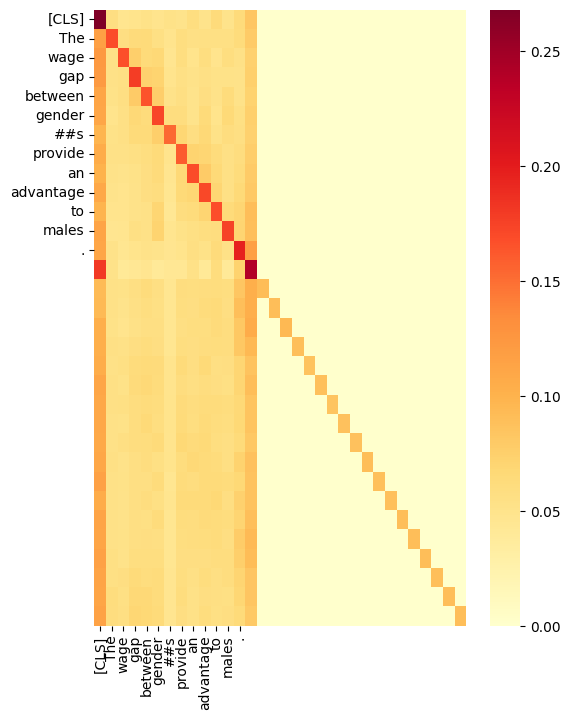 [CLS]
The
wage
gap
between
gender
##s
provide
an
advantage
to
males
.
[CLS]
The
wage
gap
between
gender
##s
provide
an
advantage
to
males
.
0.25
0.20
0.15
0.10
0.05
0.00